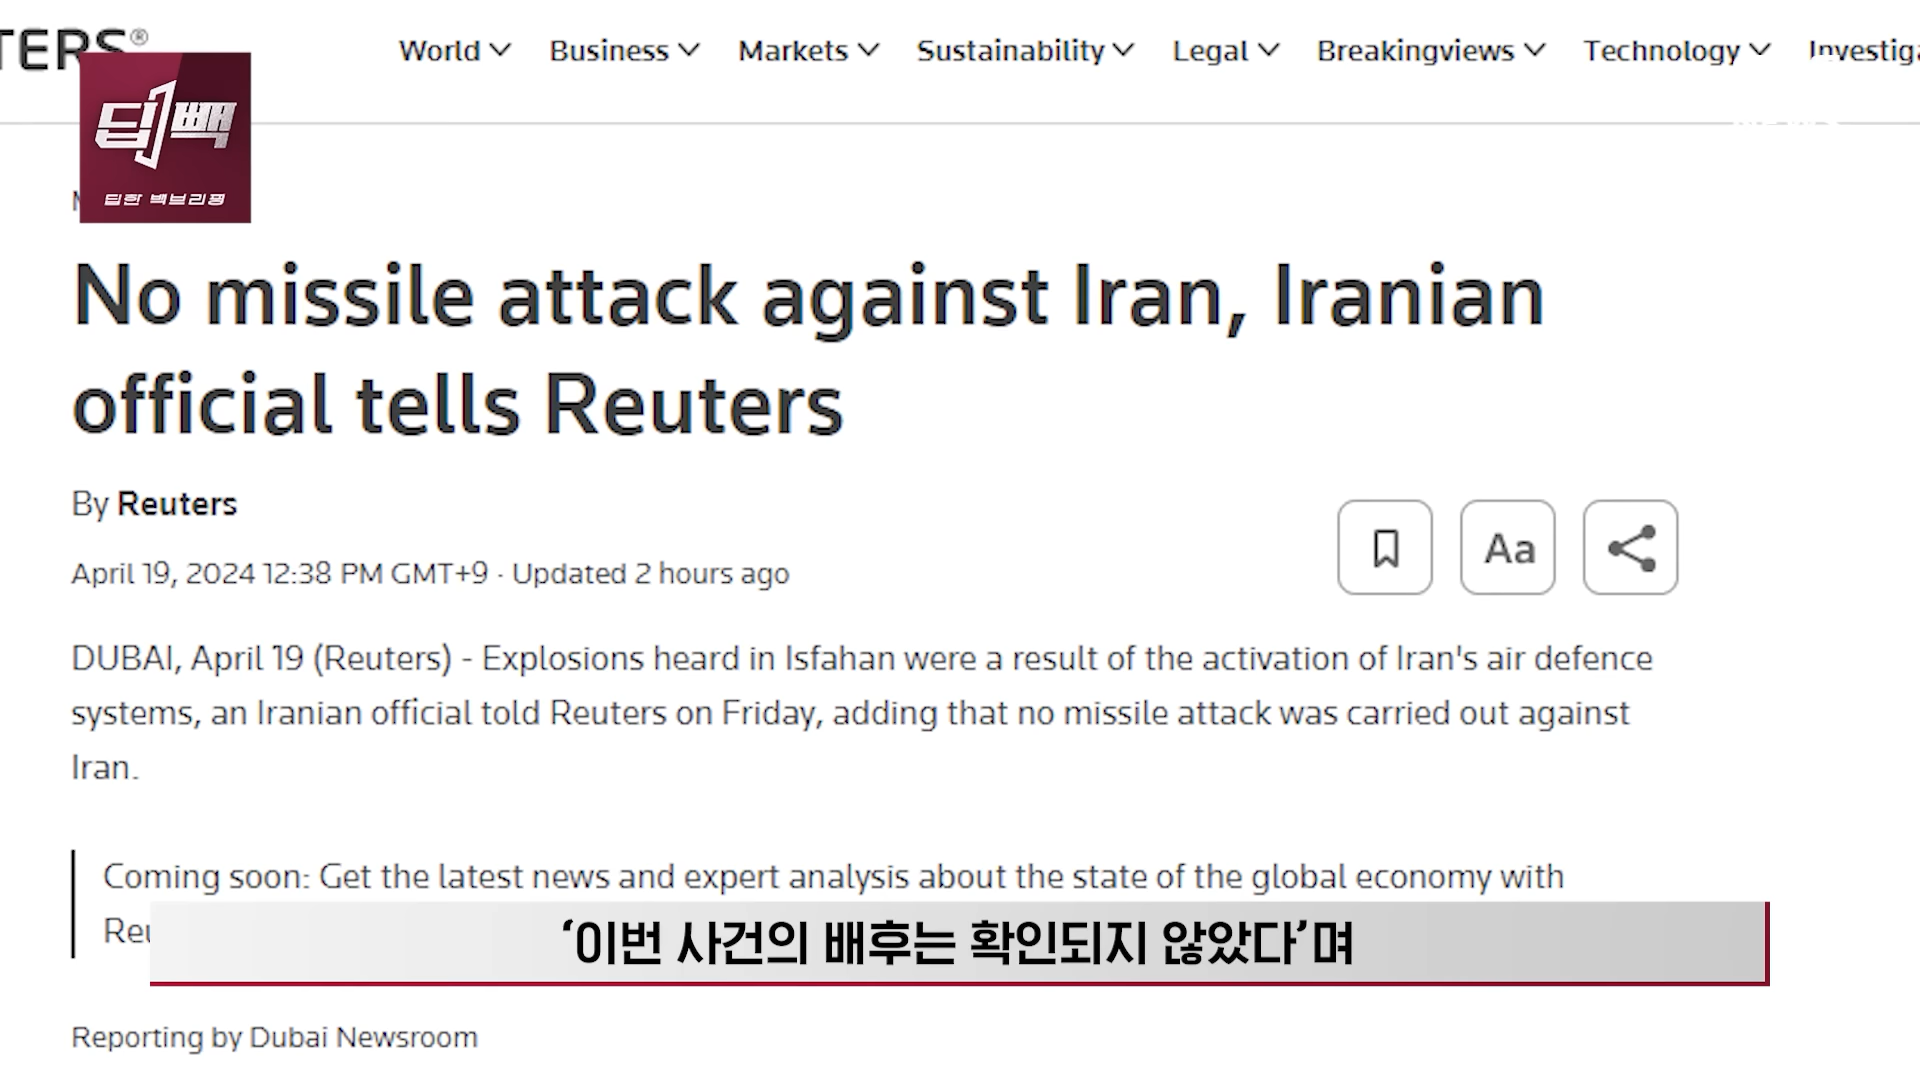 TERS®
World Business Markets Sustainability Legal Breakingviews Technology Investiga
딥빽
딥한 백브리핑
No missile attack against Iran, Iranian
official tells Reuters
By Reuters
April 19, 2024 12:38 PM GMT+9 · Updated 2 hours ago
Aa
DUBAI, April 19 (Reuters) - Explosions heard in Isfahan were a result of the activation of Iran's air defence
systems, an Iranian official told Reuters on Friday, adding that no missile attack was carried out against
Iran.
Coming soon: Get the latest news and expert analysis about the state of the global economy with
Reu
‘이번 사건의 배후는 확인되지 않았다’며
Reporting by Dubai Newsroom